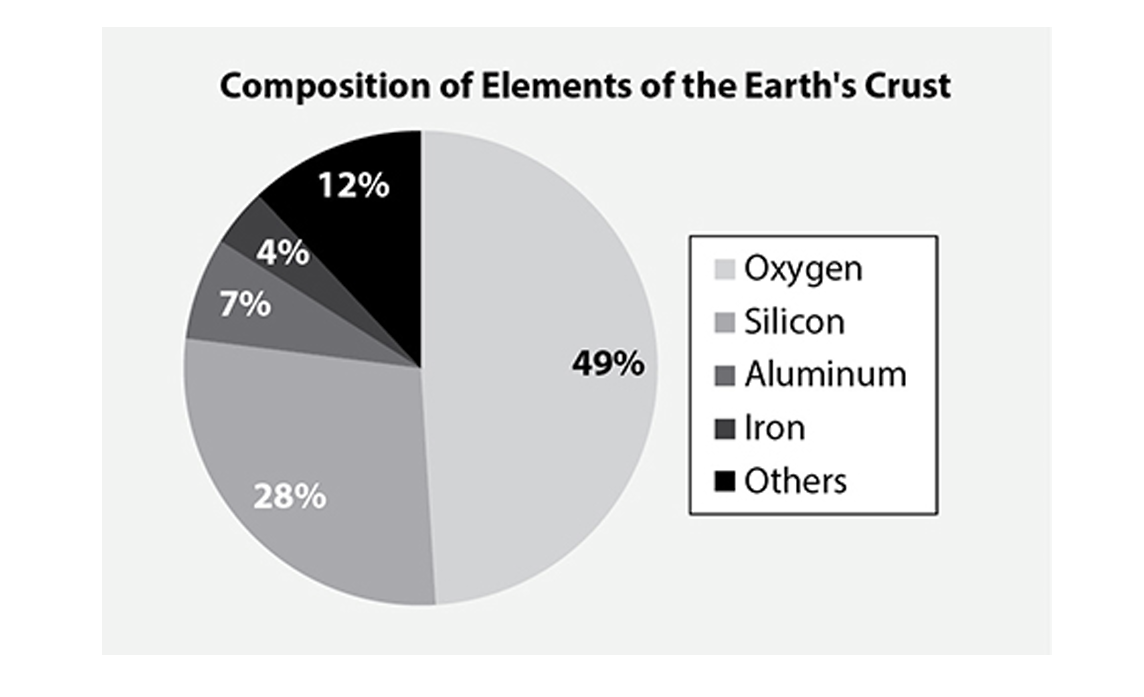 Composition of Elements of the Earth's Crust
12%
4%
7%
49%
28%
Oxygen
Silicon
Aluminum
Iron
Others